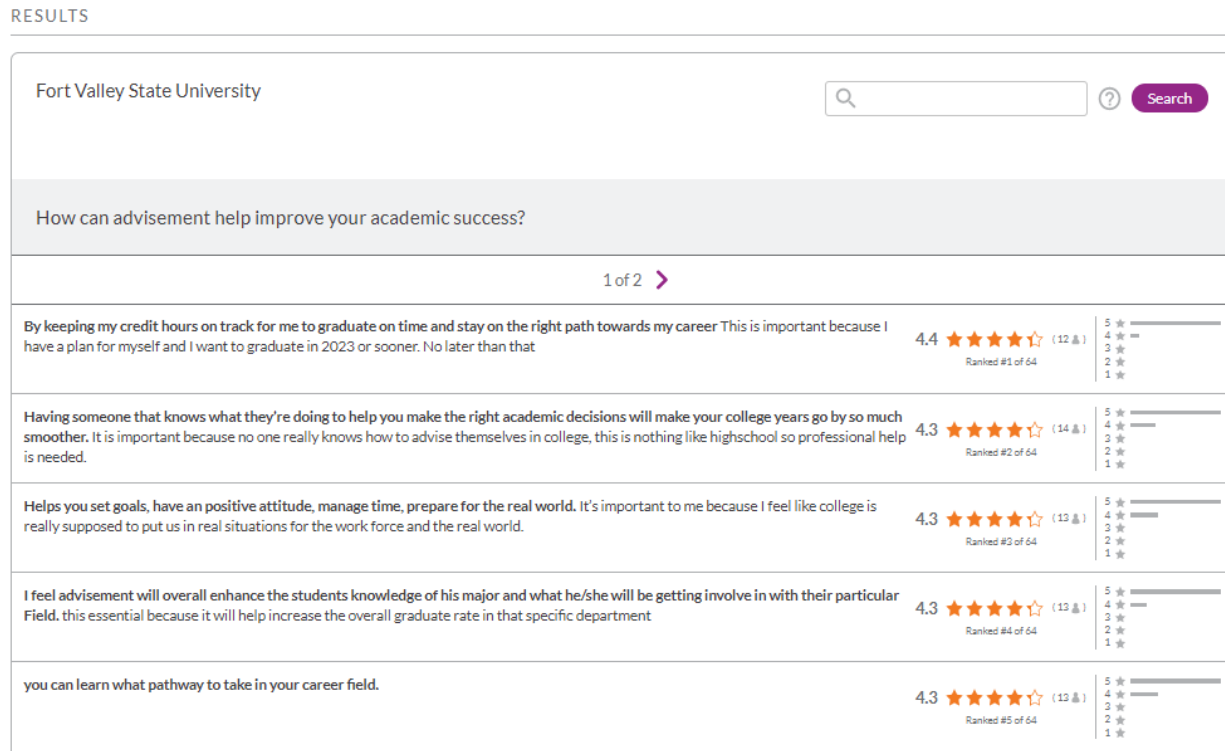 RESULTS
Fort Valley State University
Search
How can advisement help improve your academic success?
1 of 2
By keeping my credit hours on track for me to graduate on time and stay on the right path towards my career This is important because I
have a plan for myself and I want to graduate in 2023 or sooner. No later than that
4.4 (12)
Ranked #1 of 64
5
4
3
2
1
Having someone that knows what they're doing to help you make the right academic decisions will make your college years go by so much
smoother. It is important because no one really knows how to advise themselves in college, this is nothing like highschool so professional help
is needed.
4.3 (14)
Ranked #2 of 64
5
4
3
2
1
Helps you set goals, have an positive attitude, manage time, prepare for the real world. It's important to me because I feel like college is
really supposed to put us in real situations for the work force and the real world.
4.3 (13)
Ranked #3 of 64
5
4
3
2
1
I feel advisement will overall enhance the students knowledge of his major and what he/she will be getting involve in with their particular
Field. this essential because it will help increase the overall graduate rate in that specific department
4.3 (13)
Ranked #4 of 64
5
4
3
2
1
you can learn what pathway to take in your career field.
4.3 (13)
Ranked #5 of 64
5
4
3
2
1